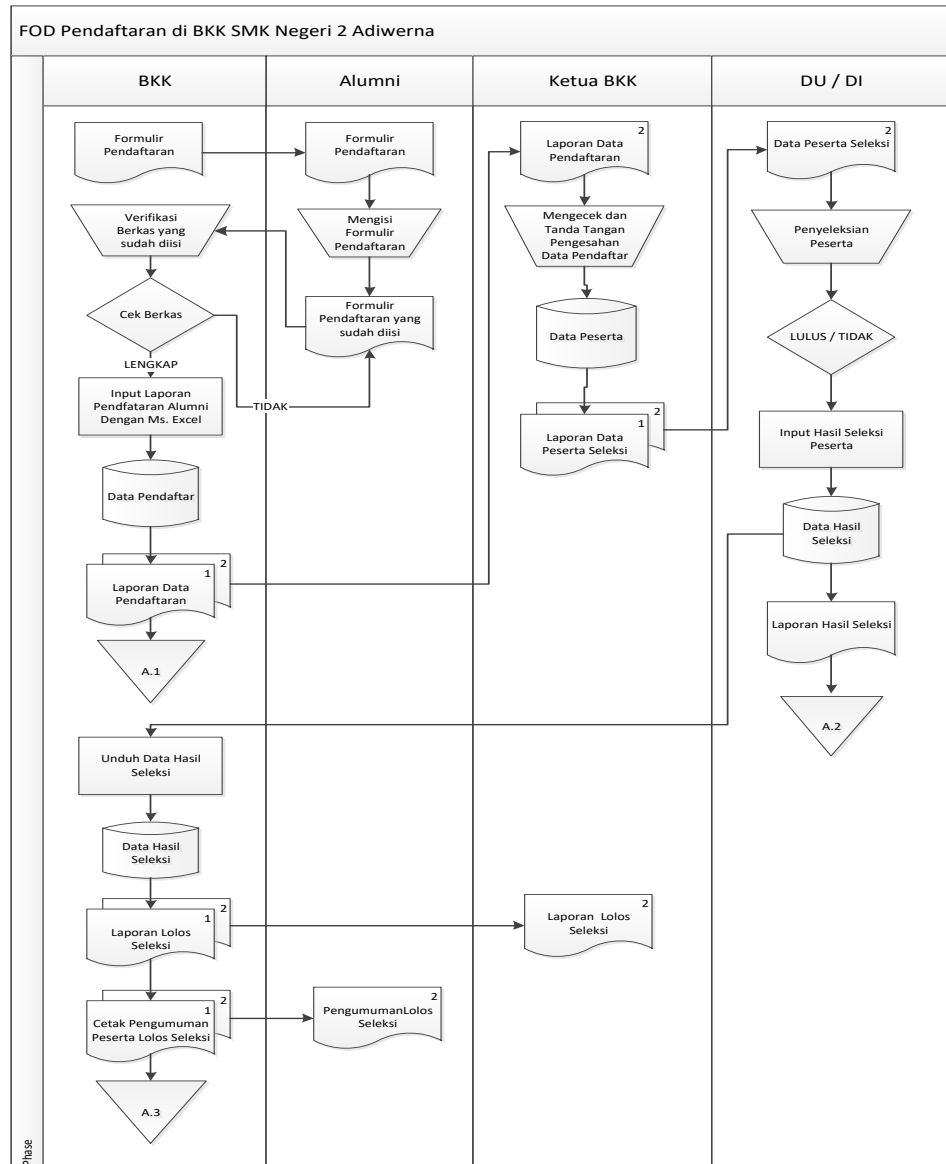 FOD Pendaftaran di BKK SMK Negeri 2 Adiwerna
BKK
Alumni
Ketua BKK
DU / DI
Formulir
Pendaftaran
Formulir
Pendaftaran
2
Laporan Data
Pendaftaran
2
Data Peserta Seleksi
Verifikasi
Berkas yang
sudah diisi
Mengisi
Formulir
Pendaftaran
Mengecek dan
Tanda Tangan
Pengesahan
Data Pendaftar
Penyeleksian
Peserta
Cek Berkas
Formulir
Pendaftaran yang
sudah diisi
Data Peserta
LULUS / TIDAK
LENGKAP
TIDAK
Input Laporan
Pendfataran Alumni
Dengan Ms. Excel
2
1
Laporan Data
Peserta Seleksi
Input Hasil Seleksi
Peserta
Data Pendaftar
Data Hasil
Seleksi
2
1
Laporan Data
Pendaftaran
Laporan Hasil Seleksi
A.1
A.2
Unduh Data Hasil
Seleksi
Data Hasil
Seleksi
2
1
Laporan Lolos
Seleksi
2
Laporan Lolos
Seleksi
2
1
Cetak Pengumuman
Peserta Lolos Seleksi
2
PengumumanLolos
Seleksi
A.3
Phase